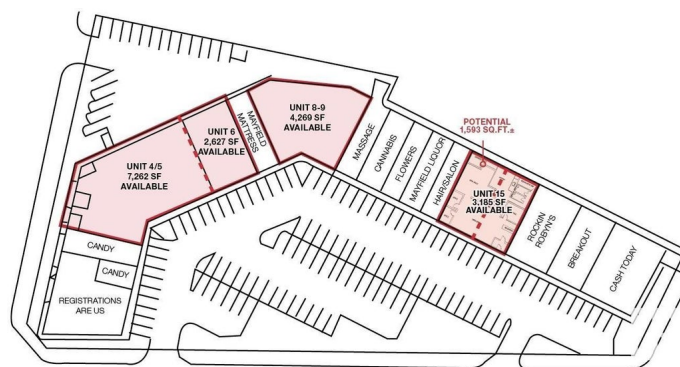 UNIT 4/5
7,262 SF
AVAILABLE
UNIT 6
2,627 SF
AVAILABLE
MAYFIELD
MATTRESS
UNIT 8-9
4,269 SF
AVAILABLE
MASSAGE
CANNABIS
FLOWERS
MAYFIELD LIQUOR
HAIR/SALON
POTENTIAL
1,593 SQ.FT.±
UNIT 15
3,185 SF
AVAILABLE
ROCKIN
ROBYN'S
BREAKOUT
CASH TODAY
CANDY
CANDY
REGISTRATIONS
ARE US